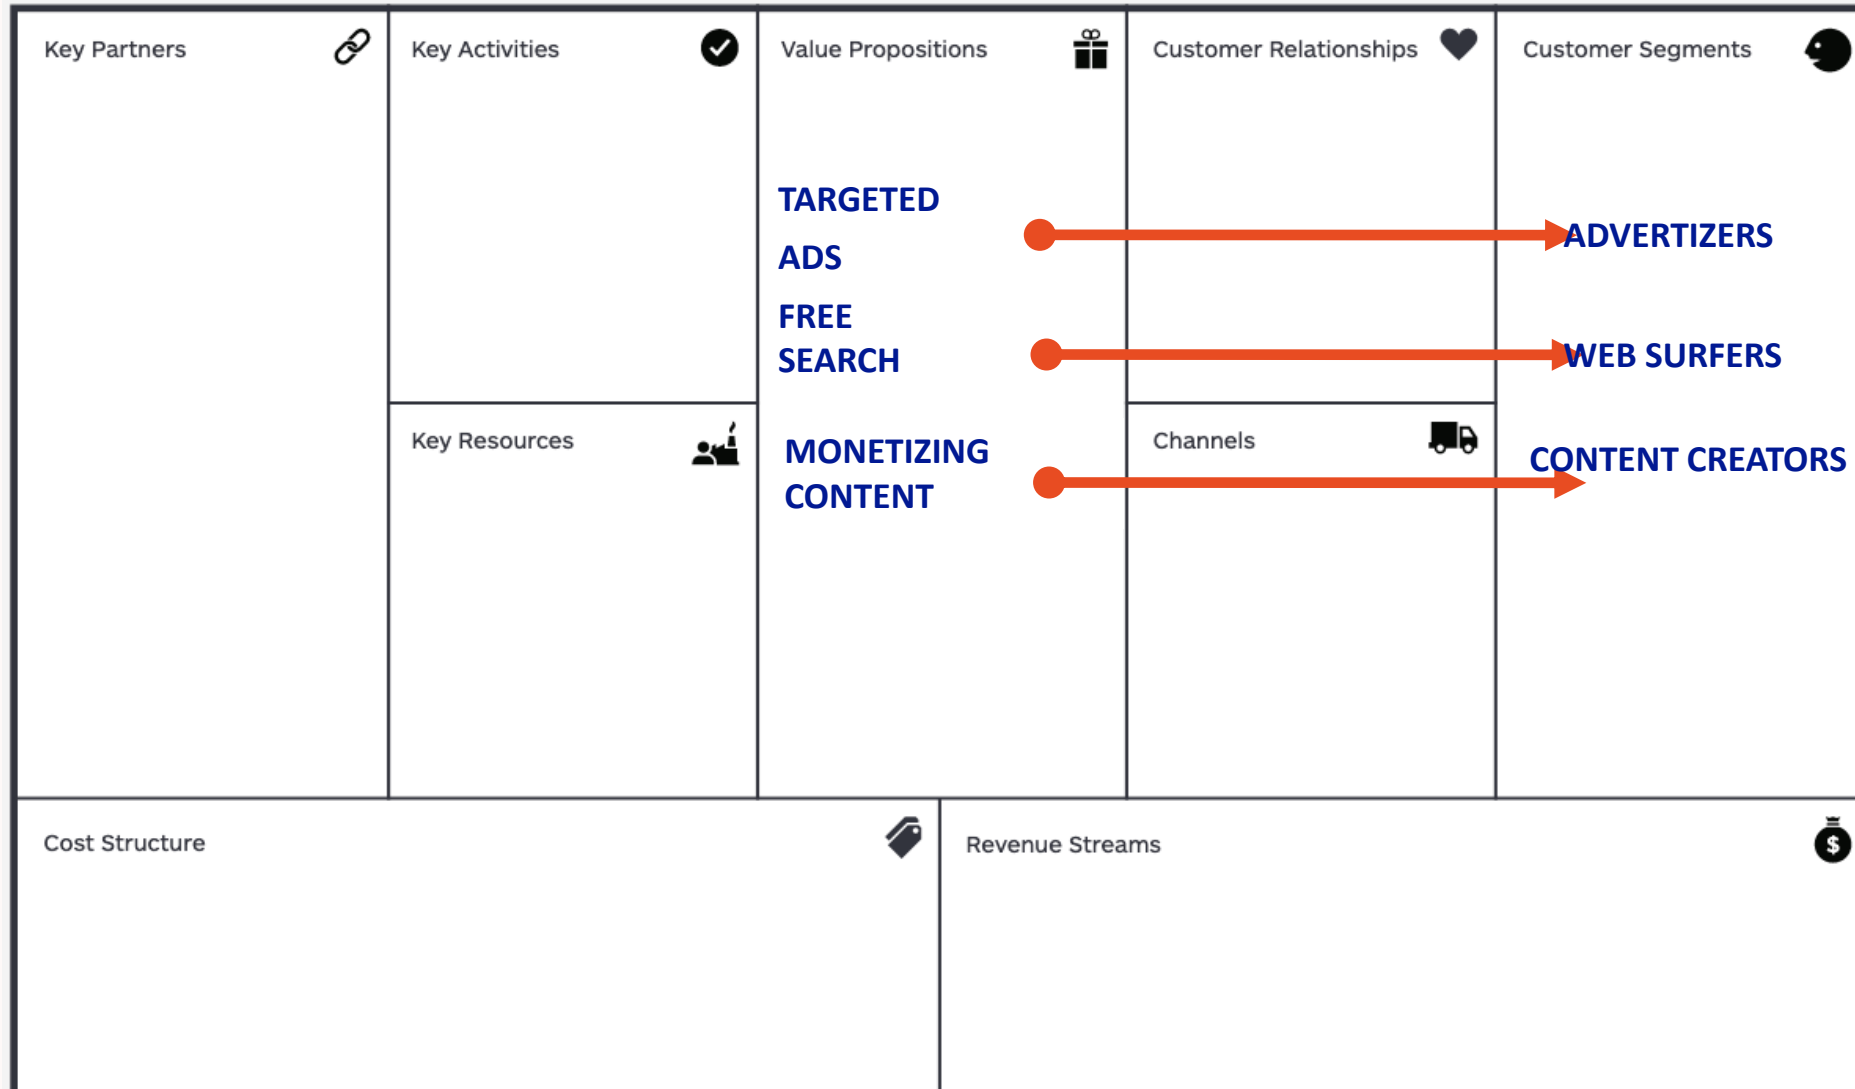 Key Partners
Key Activities
Value Propositions
Customer Relationships
Customer Segments
TARGETED
ADS
ADVERTIZERS
FREE
SEARCH
WEB SURFERS
Key Resources
MONETIZING
CONTENT
Channels
CONTENT CREATORS
Cost Structure
Revenue Streams
$